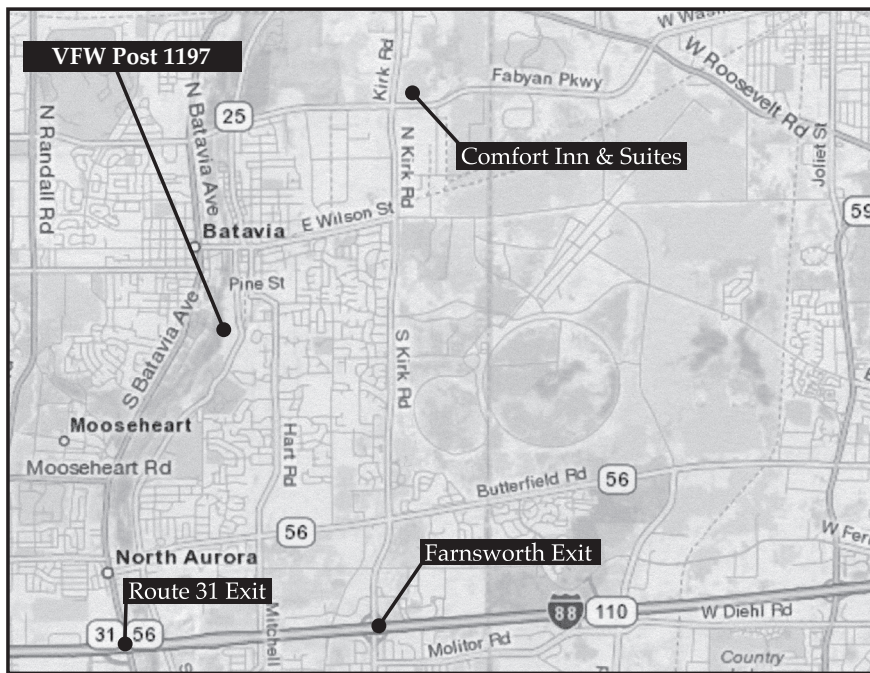 W Was
VFW Post 1197
Kirk Rd
Fabyan Pkwy
W Roosevelt Rd
N Batavia Ave
25
N Randall Rd
N Kirk Rd
Comfort Inn & Suites
Joliet St
59
E Wilson St
Batavia
Pine St
S Batavia Ave
S Kirk Rd
Mooseheart
Mooseheart Rd
Hart Rd
Butterfield Rd
56
56
W Fer
North Aurora
Farnsworth Exit
Route 31 Exit
Mitchell
88
110
W Diehl Rd
31
56
Molitor Rd
Country